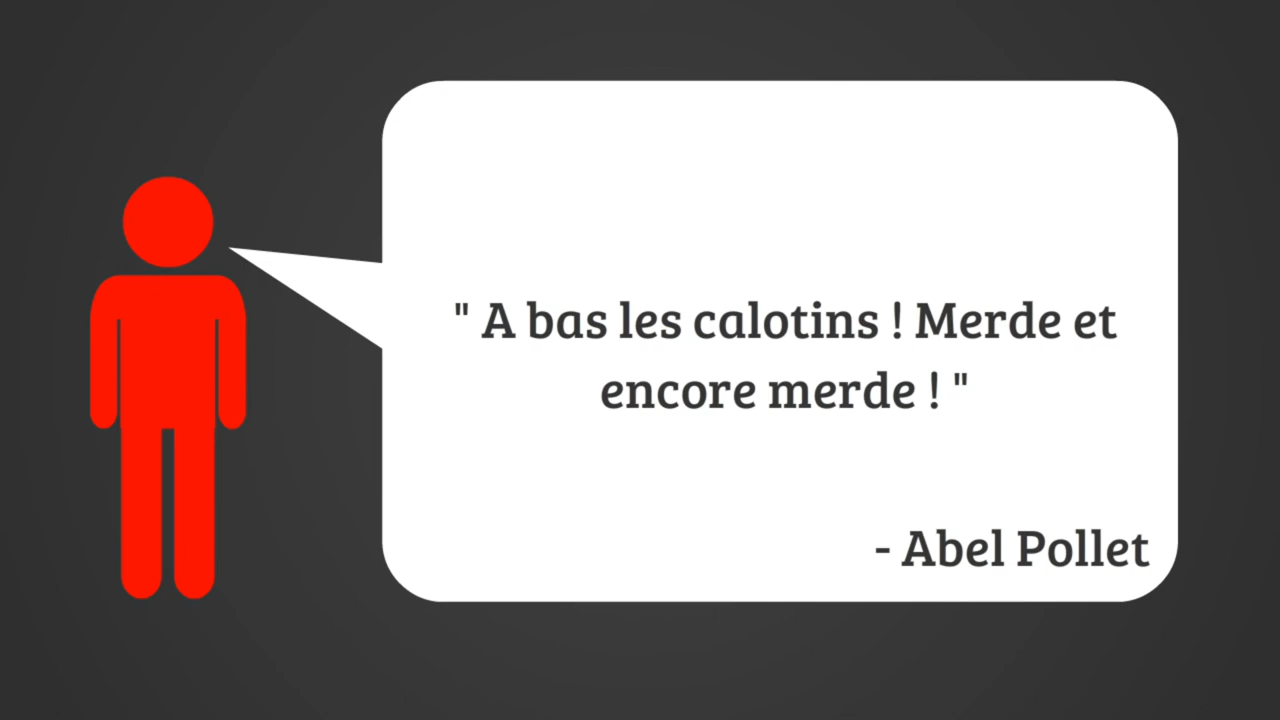 " A bas les calotins ! Merde et
encore merde ! "
- Abel Pollet